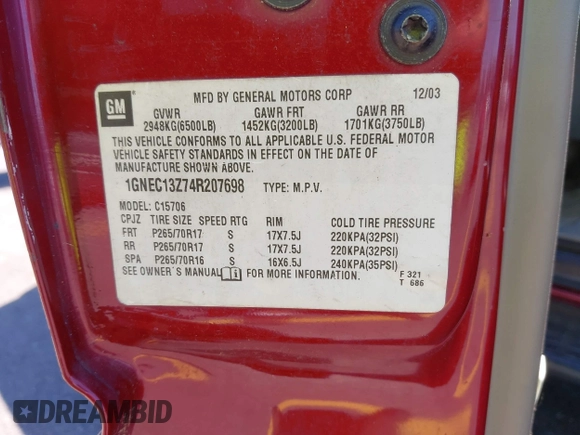 GM
MFD BY GENERAL MOTORS CORP 12/03
GVWR GAWR FRT GAWR RR
2948KG(6500LB) 1452KG(3200LB) 1701KG(3750LB)
THIS VEHICLE CONFORMS TO ALL APPLICABLE U.S. FEDERAL MOTOR
VEHICLE SAFETY STANDARDS IN EFFECT ON THE DATE OF
MANUFACTURE SHOWN ABOVE.
1GNEC13Z74R207698 TYPE: M.P.V.
MODEL: C15706
CPJZ TIRE SIZE SPEED RTG RIM COLD TIRE PRESSURE
FRT P265/70R17 S 17X7.5J 220KPA(32PSI)
RR P265/70R17 S 17X7.5J 220KPA(32PSI)
SPA P265/70R16 S 16X6.5J 240KPA(35PSI)
SEE OWNER'S MANUAL FOR MORE INFORMATION.
F 321
T 686
DREAMBID